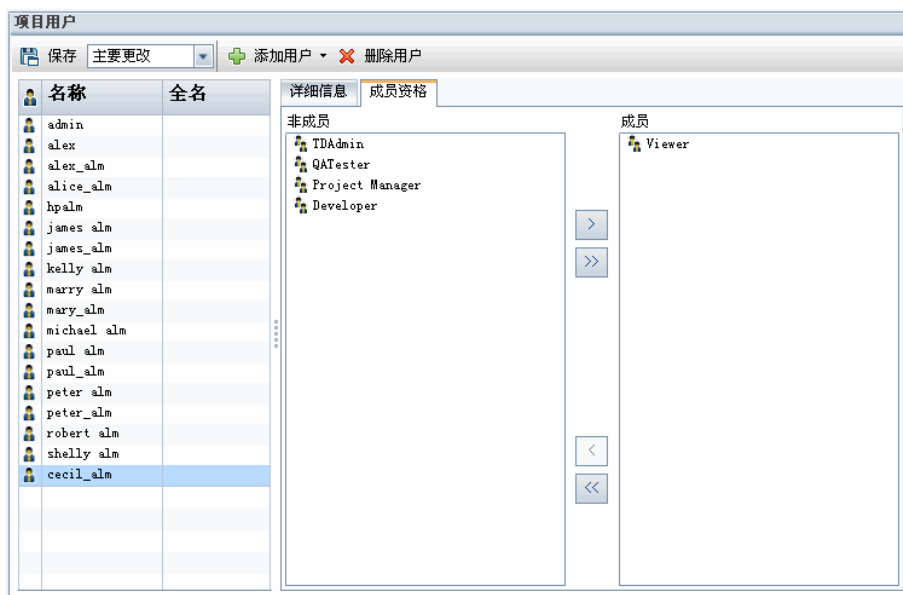 项目用户
保存 主要更改 添加用户 删除用户
名称 全名
admin
alex
alex_alm
alice_alm
hpalm
james alm
james_alm
kelly alm
marry alm
mary_alm
michael alm
paul alm
paul_alm
peter alm
peter_alm
robert alm
shelly alm
cecil_alm
详细信息 成员资格
非成员
TDAdmin
QATester
Project Manager
Developer
>
>>
<
<<
成员
Viewer